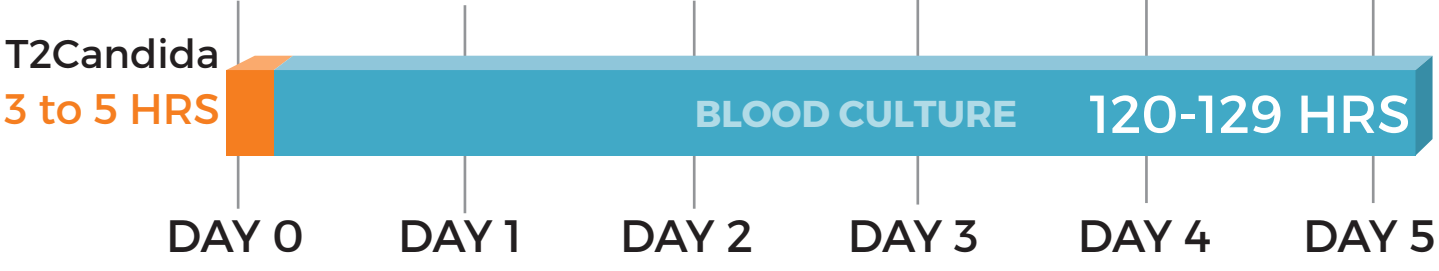 T2Candida
3 to 5 HRS
BLOOD CULTURE 120-129 HRS
DAY 0 DAY 1 DAY 2 DAY 3 DAY 4 DAY 5